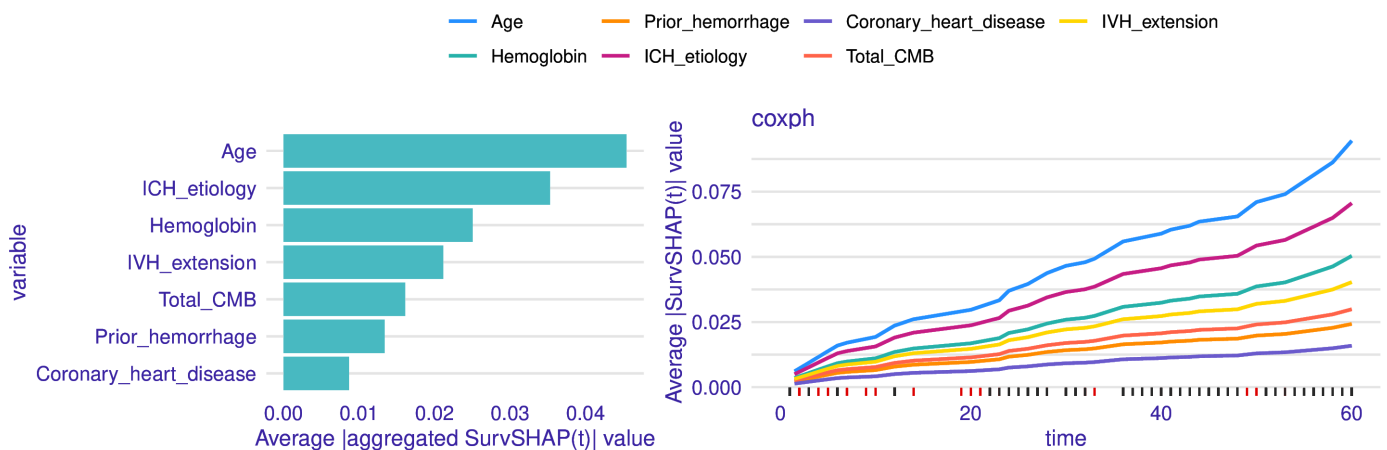 Age Prior_hemorrhage Coronary_heart_disease IVH_extension
Hemoglobin ICH_etiology Total_CMB
variable
Age
ICH_etiology
Hemoglobin
IVH_extension
Total_CMB
Prior_hemorrhage
Coronary_heart_disease
0.00 0.01 0.02 0.03 0.04
Average |aggregated SurvSHAP(t)| value
coxph
Average |SurvSHAP(t)| value
0.075
0.050
0.025
0.000
0 20 40 60
time